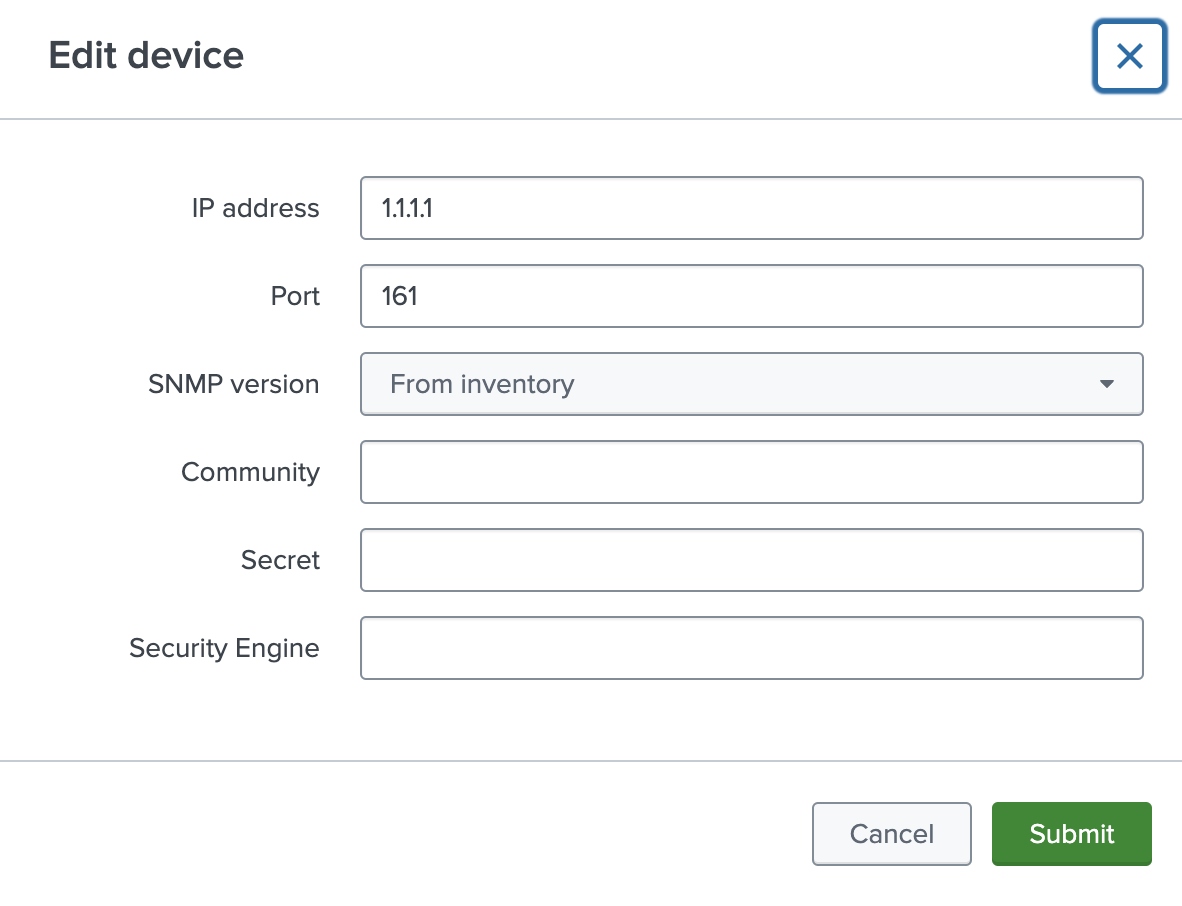 Edit device
IP address
1.1.1.1
Port
161
SNMP version
From inventory
Community
Secret
Security Engine
Cancel
Submit